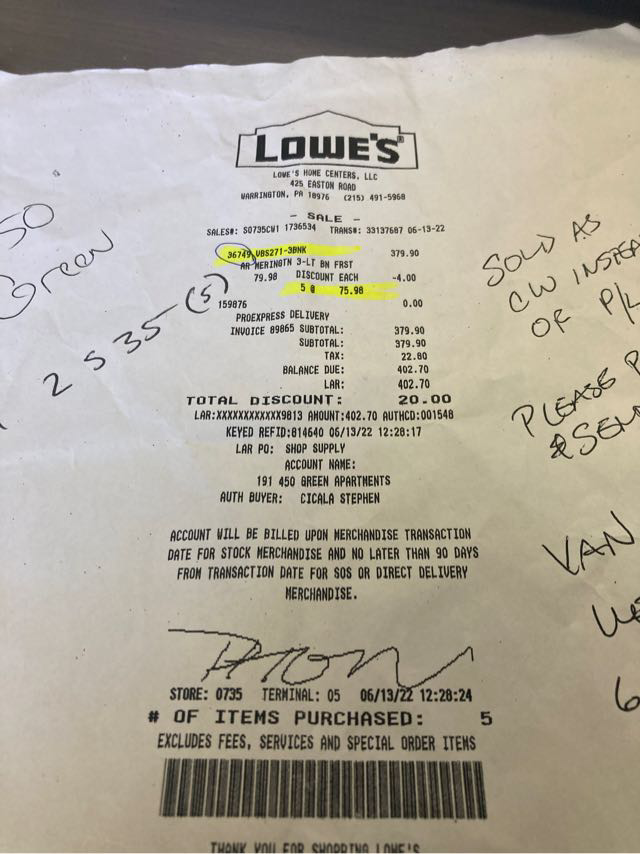 LOWE'S®
LOWE'S HOME CENTERS, LLC
425 EASTON ROAD
WARRINGTON, PA 18976 (215) 491-5968
- SALE -
SALES#: S0735CW1 1736534 TRANS#: 33137687 06-13-22
36749 VBS271-3BNK 379.90
AR MERINGTN 3-LT BN FRST
79.98 DISCOUNT EACH -4.00
5 @ 75.98
159876 0.00
PROEXPRESS DELIVERY
INVOICE 89865 SUBTOTAL: 379.90
SUBTOTAL: 379.90
TAX: 22.80
BALANCE DUE: 402.70
LAR: 402.70
TOTAL DISCOUNT: 20.00
LAR:XXXXXXXXXXXX9813 AMOUNT:402.70 AUTHCD:001548
KEYED REFID:814640 06/13/22 12:28:17
LAR PO: SHOP SUPPLY
ACCOUNT NAME:
191 450 GREEN APARTMENTS
AUTH BUYER: CICALA STEPHEN
ACCOUNT WILL BE BILLED UPON MERCHANDISE TRANSACTION
DATE FOR STOCK MERCHANDISE AND NO LATER THAN 90 DAYS
FROM TRANSACTION DATE FOR SOS OR DIRECT DELIVERY
MERCHANDISE.
STORE: 0735 TERMINAL: 05 06/13/22 12:28:24
# OF ITEMS PURCHASED: 5
EXCLUDES FEES, SERVICES AND SPECIAL ORDER ITEMS
THANK YOU FOR SHOPPING LOWE'S
50
Green
2535 (5)
SOLD AS
CW INSTEA
OF P/L
PLEASE
& SEN
VAN
6